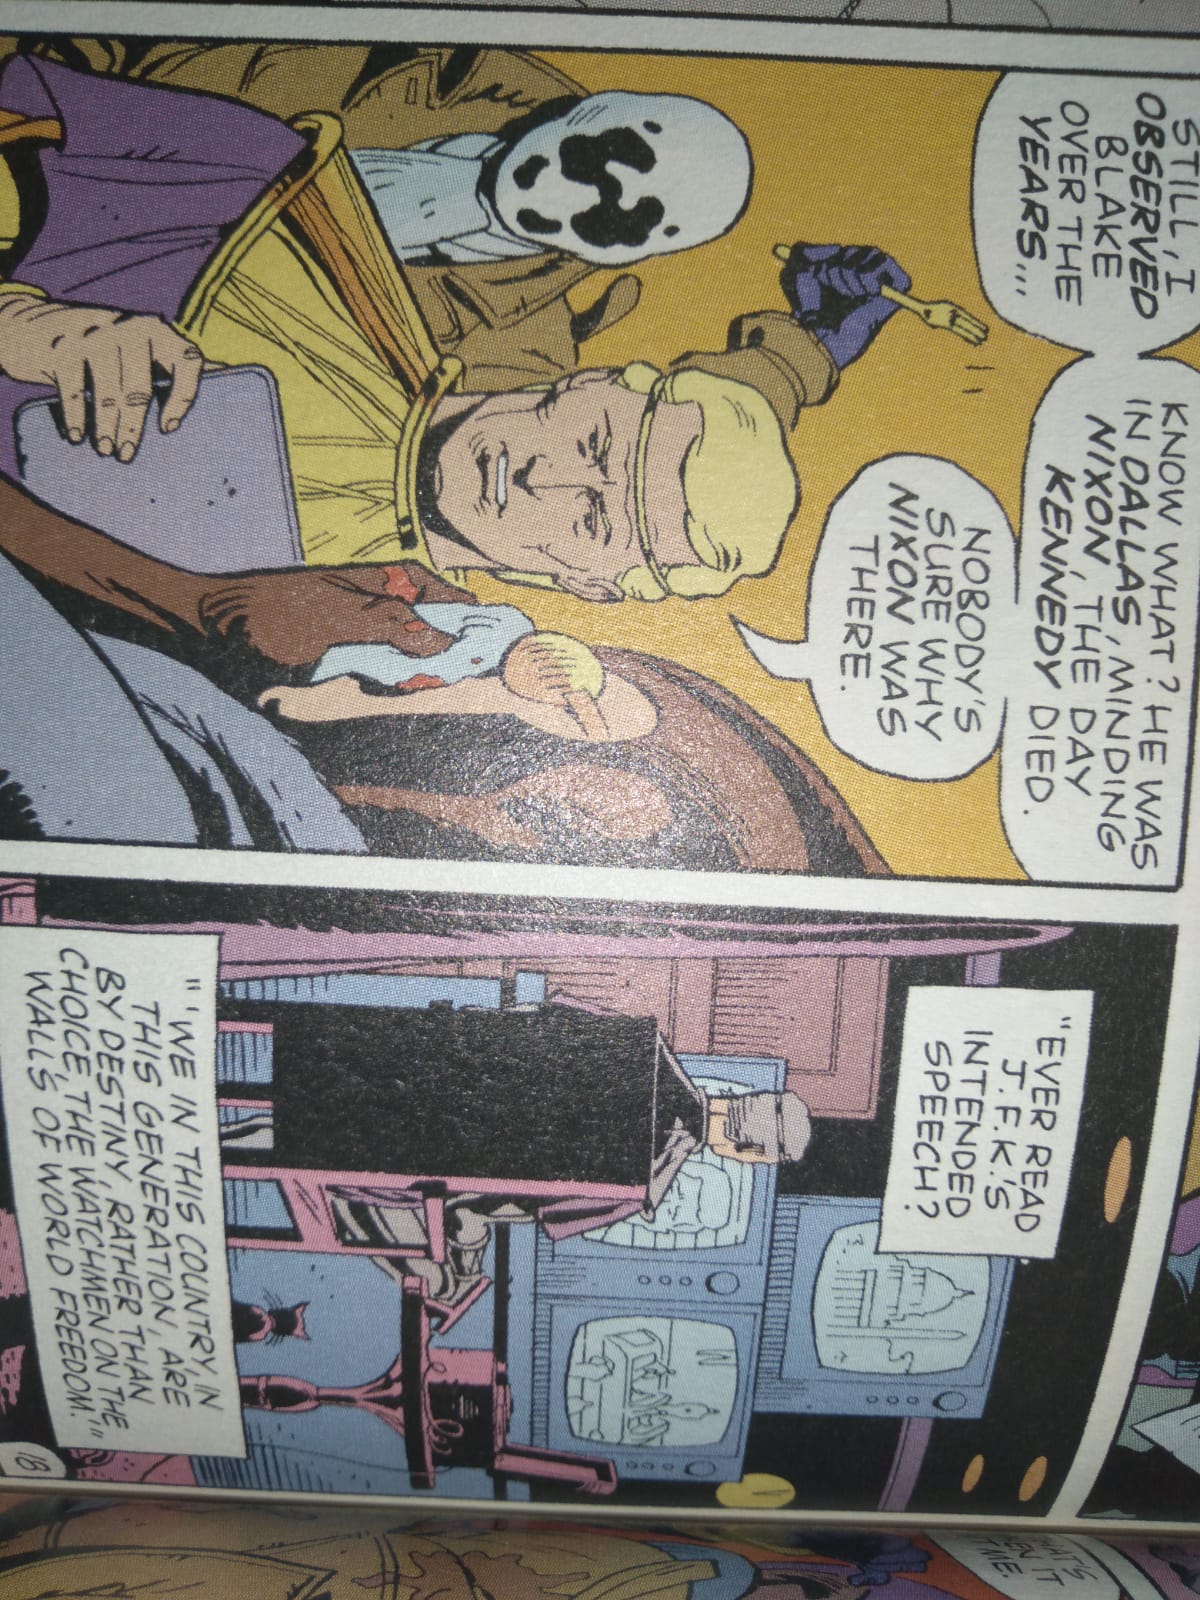 STILL, I
OBSERVED
BLAKE
OVER THE
YEARS...
KNOW WHAT? HE WAS
IN DALLAS, MINDING
NIXON, THE DAY
KENNEDY DIED.
NOBODY'S
SURE WHY
NIXON WAS
THERE.
"EVER READ
J.F.K.'S
INTENDED
SPEECH?
"'WE IN THIS COUNTRY, IN
THIS GENERATION, ARE
BY DESTINY, RATHER THAN
CHOICE, THE WATCHMEN ON THE
WALLS OF WORLD FREEDOM.'"
18
IT
ME.